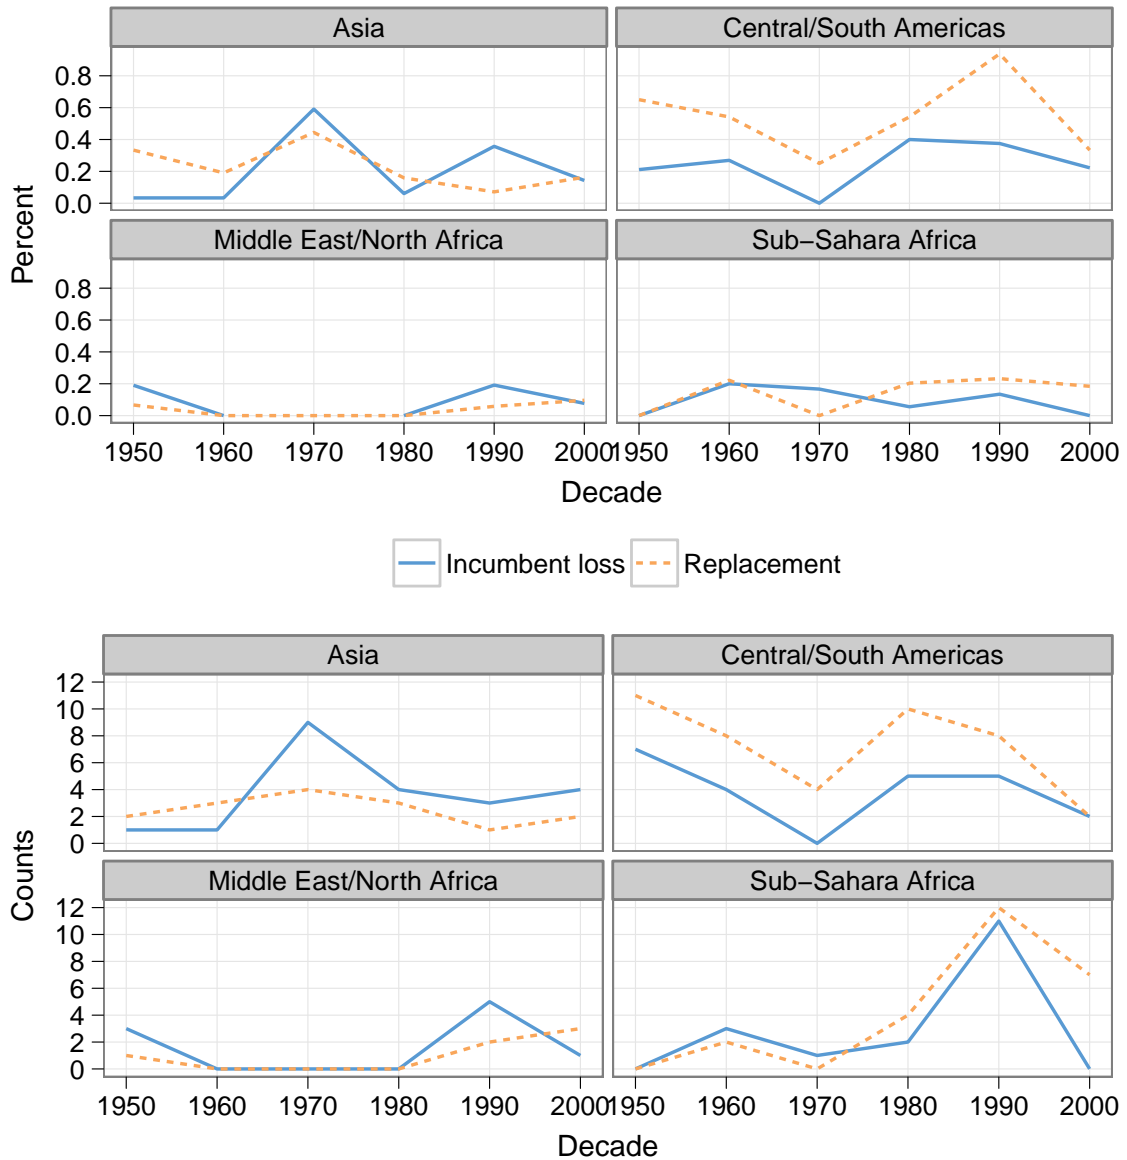 Asia
Central/South Americas
0.8
0.6
0.4
0.2
0.0
Middle East/North Africa
Sub−Sahara Africa
0.8
0.6
0.4
0.2
0.0
Percent
1950 1960 1970 1980 1990 2000 1950 1960 1970 1980 1990 2000
Decade
Incumbent loss Replacement
Asia
Central/South Americas
12
10
8
6
4
2
0
Middle East/North Africa
Sub−Sahara Africa
12
10
8
6
4
2
0
Counts
1950 1960 1970 1980 1990 2000 1950 1960 1970 1980 1990 2000
Decade